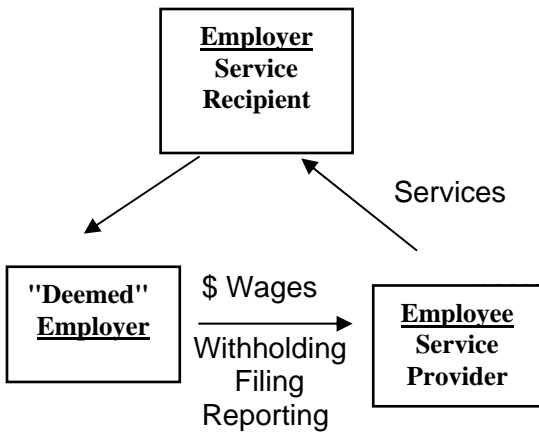 Employer
Service
Recipient
Services
"Deemed"
Employer
$ Wages
Withholding
Filing
Reporting
Employee
Service
Provider